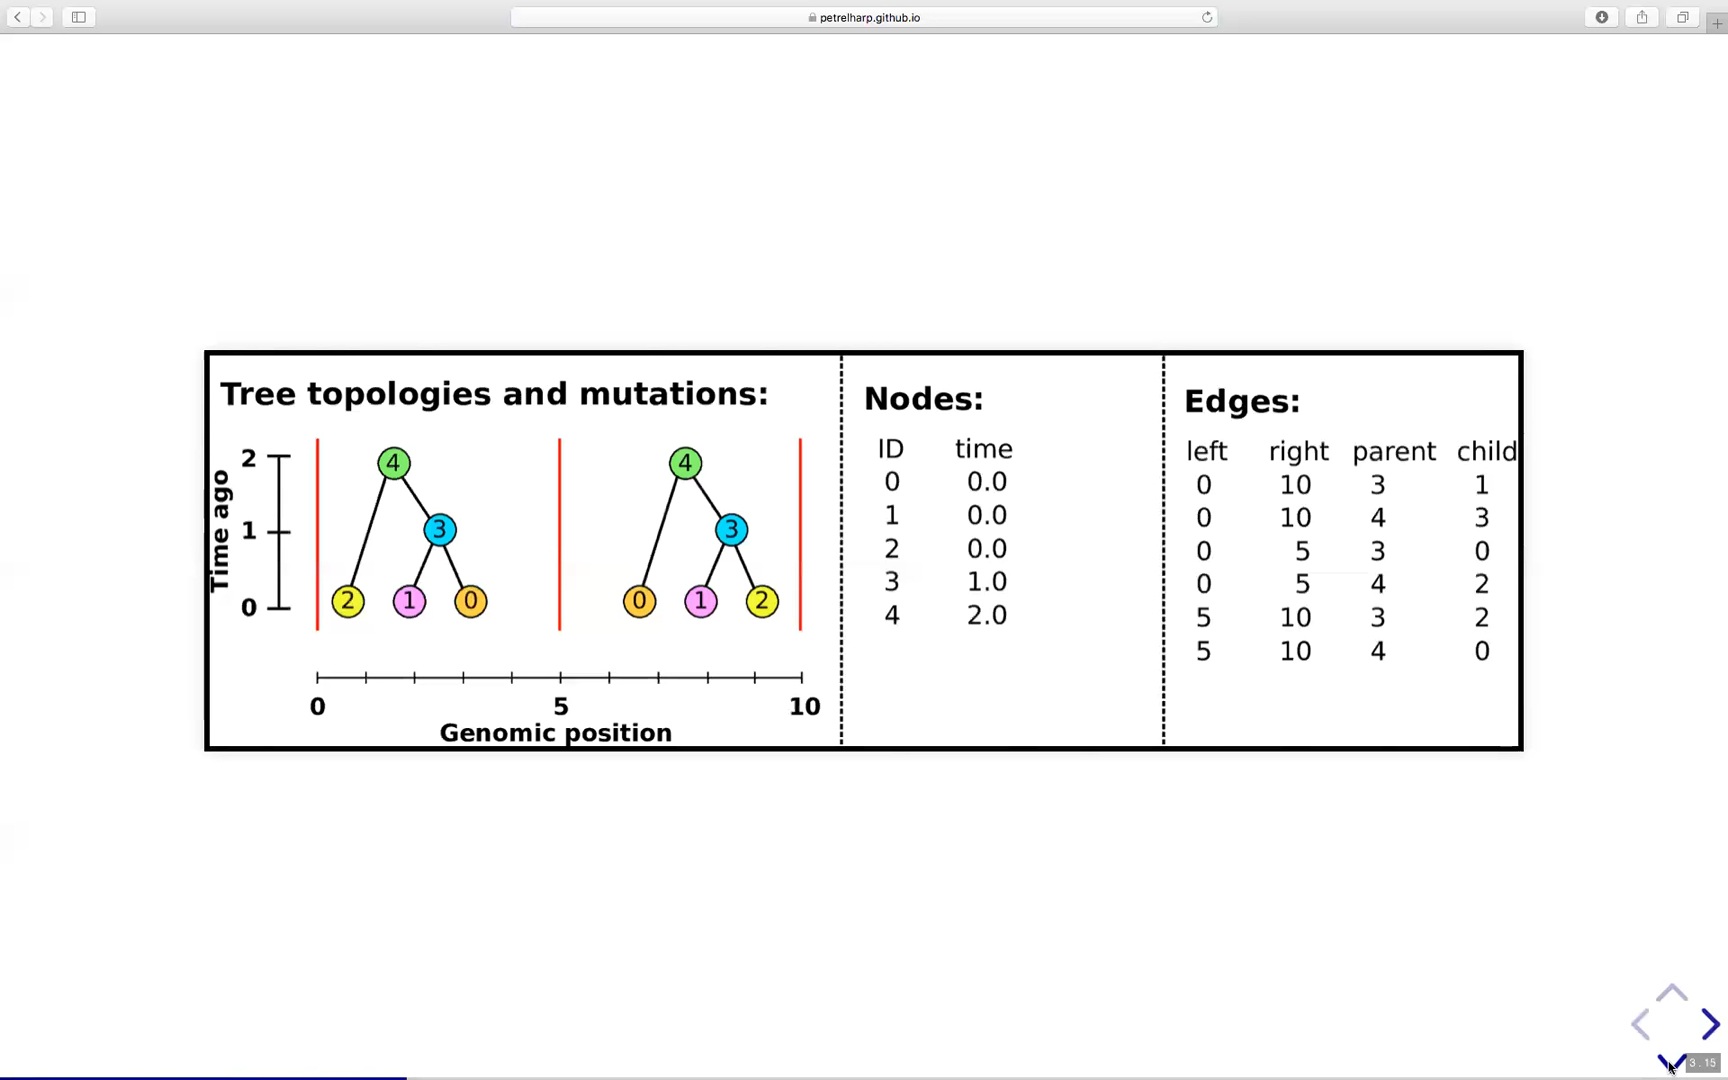 petrelharp.github.io
Tree topologies and mutations:
2
1
0
Time ago
4
3
2 1 0
4
3
0 1 2
0 5 10
Genomic position
Nodes:
ID time
0 0.0
1 0.0
2 0.0
3 1.0
4 2.0
Edges:
left right parent child
0 10 3 1
0 10 4 3
0 5 3 0
0 5 4 2
5 10 3 2
5 10 4 0
3 . 15